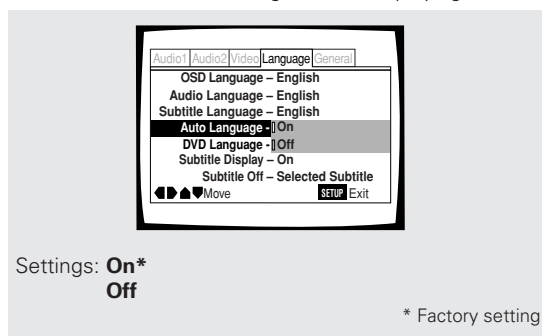 Audio1 Audio2 Video Language General
OSD Language – English
Audio Language – English
Subtitle Language – English
Auto Language - On
DVD Language - Off
Subtitle Display – On
Subtitle Off – Selected Subtitle
Move SETUP Exit
Settings: On*
Off
* Factory setting